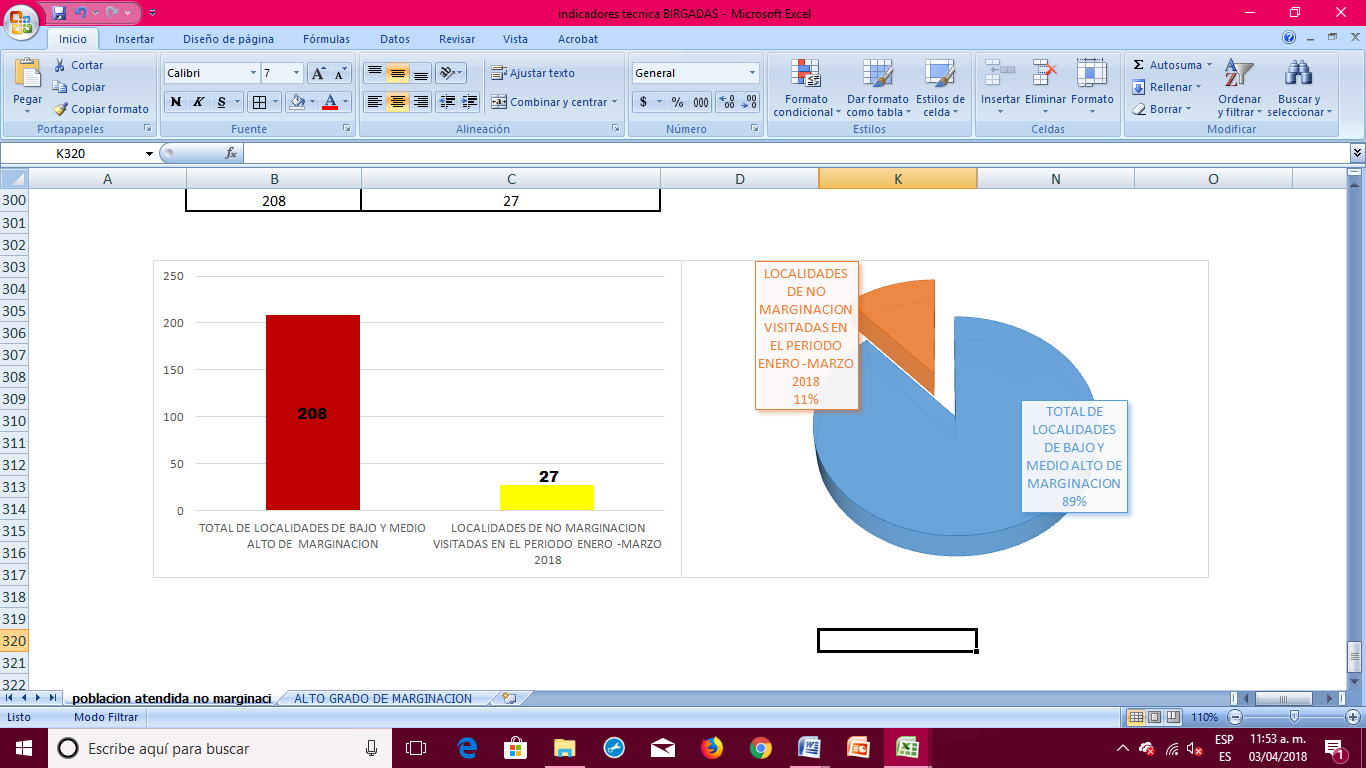 indicadores tecnica BIRGADAS - Microsoft Excel
Inicio Insertar Diseño de página Fórmulas Datos Revisar Vista Acrobat
Pegar
Cortar
Copiar
Copiar formato
Portapapeles
Calibri 7
N K S
Fuente
Ajustar texto
Combinar y centrar
Alineación
General
$ % 000
Número
Formato condicional
Dar formato como tabla
Estilos de celda
Estilos
Insertar Eliminar Formato
Celdas
Autosuma
Rellenar
Borrar
Ordenar y filtrar
Buscar y seleccionar
Modificar
K320 fx
A B C D K N O
300 208 27
301
302
303
304
305
306
307
308
309
310
311
312
313
314
315
316
317
318
319
320
321
322
250
200
150
100
50
0
208
27
TOTAL DE LOCALIDADES DE BAJO Y MEDIO
ALTO DE MARGINACION
LOCALIDADES DE NO MARGINACION
VISITADAS EN EL PERIODO ENERO -MARZO
2018
LOCALIDADES
DE NO
MARGINACION
VISITADAS EN
EL PERIODO
ENERO -MARZO
2018
11%
TOTAL DE
LOCALIDADES
DE BAJO Y
MEDIO ALTO DE
MARGINACION
89%
poblacion atendida no marginaci ALTO GRADO DE MARGINACION
Listo Modo Filtrar 110%
Escribe aquí para buscar
ESP
ES
11:53 a. m.
03/04/2018
1